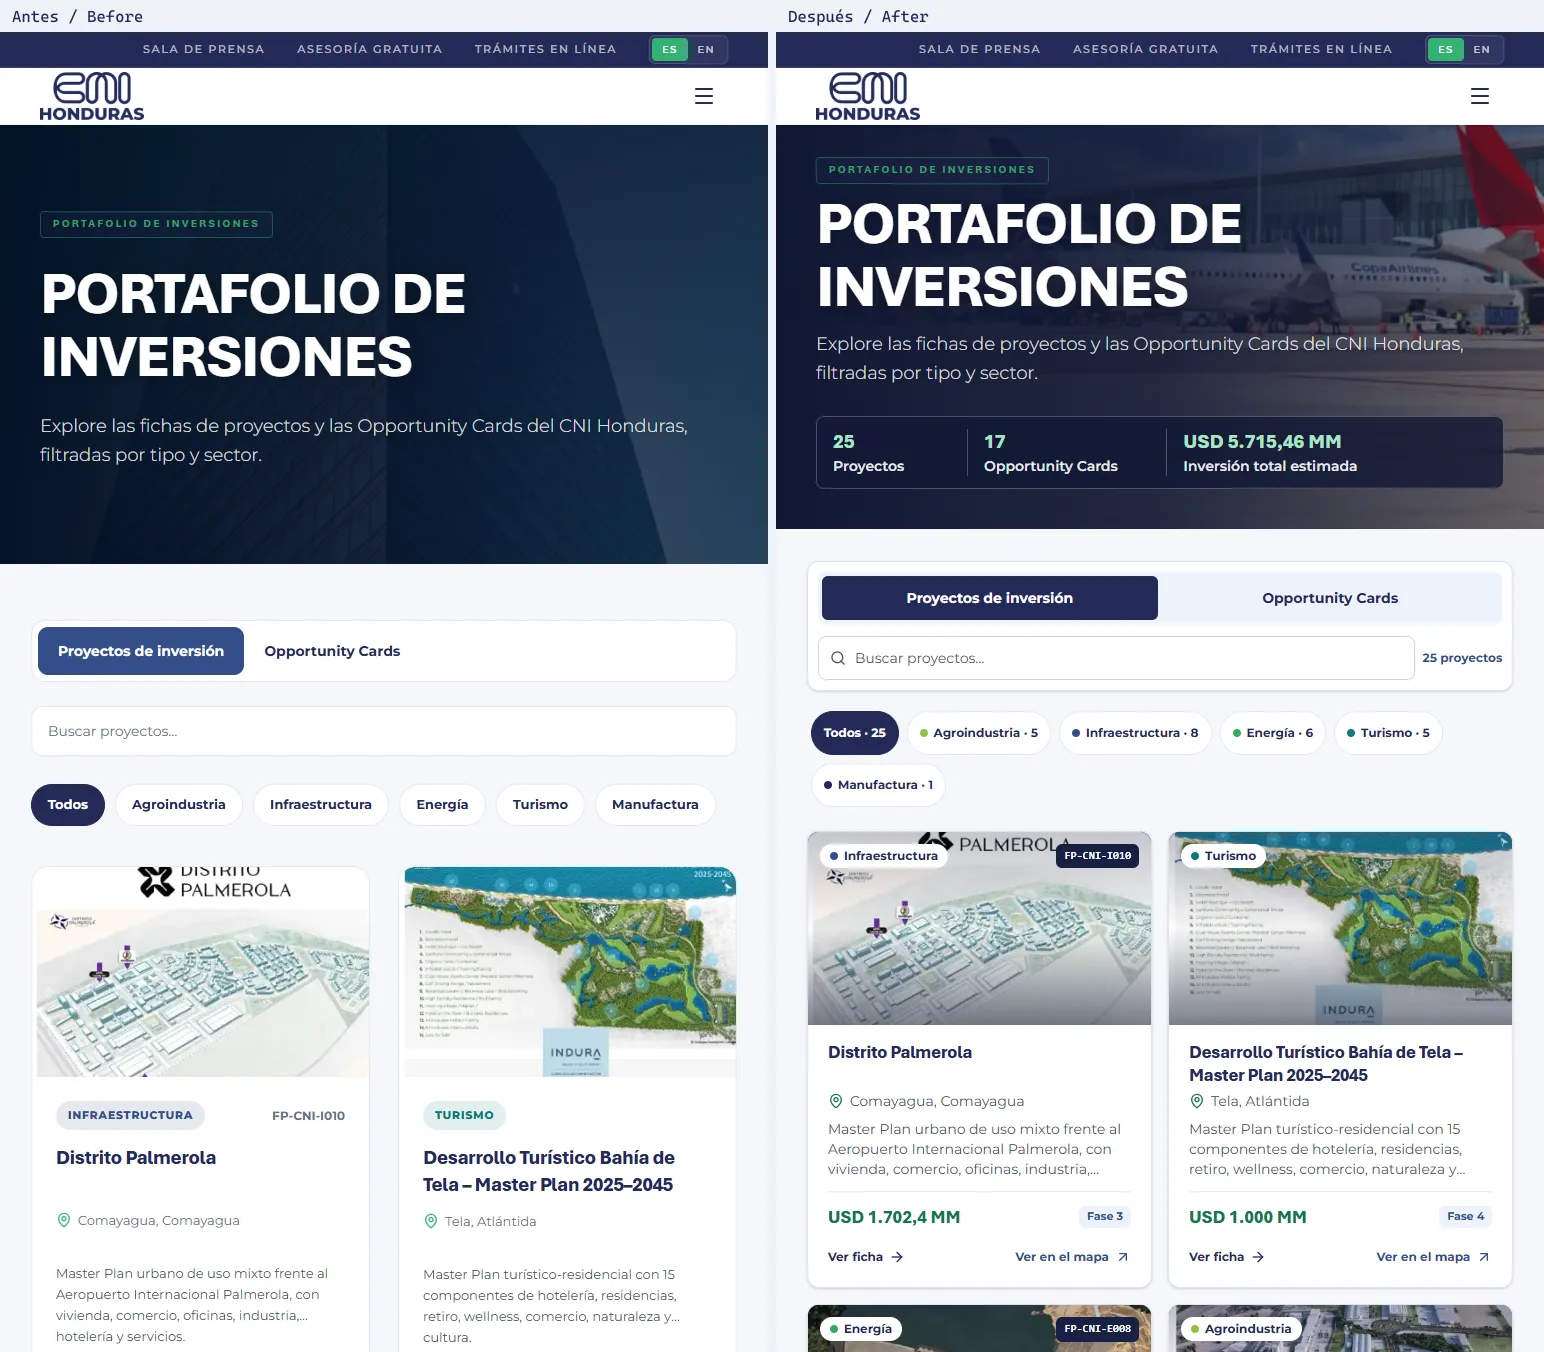 Antes / Before
SALA DE PRENSA
ASESORÍA GRATUITA
TRÁMITES EN LÍNEA
ES
EN
CNI
HONDURAS
PORTAFOLIO DE INVERSIONES
PORTAFOLIO DE
INVERSIONES
Explore las fichas de proyectos y las Opportunity Cards del CNI Honduras,
filtradas por tipo y sector.
Proyectos de inversión
Opportunity Cards
Buscar proyectos...
Todos
Agroindustria
Infraestructura
Energía
Turismo
Manufactura
DISTRITO
PALMEROLA
2025-2045
INDURA
INFRAESTRUCTURA
FP-CNI-I010
Distrito Palmerola
Comayagua, Comayagua
Master Plan urbano de uso mixto frente al
Aeropuerto Internacional Palmerola, con
vivienda, comercio, oficinas, industria,...
hotelería y servicios.
TURISMO
Desarrollo Turístico Bahía de
Tela – Master Plan 2025–2045
Tela, Atlántida
Master Plan turístico-residencial con 15
componentes de hotelería, residencias,
retiro, wellness, comercio, naturaleza y...
cultura.
Después / After
SALA DE PRENSA
ASESORÍA GRATUITA
TRÁMITES EN LÍNEA
ES
EN
CNI
HONDURAS
PORTAFOLIO DE INVERSIONES
PORTAFOLIO DE
INVERSIONES
CopaAirlines
Explore las fichas de proyectos y las Opportunity Cards del CNI Honduras,
filtradas por tipo y sector.
25
Proyectos
17
Opportunity Cards
USD 5.715,46 MM
Inversión total estimada
Proyectos de inversión
Opportunity Cards
Buscar proyectos...
25 proyectos
Todos · 25
Agroindustria · 5
Infraestructura · 8
Energía · 6
Turismo · 5
Manufactura · 1
Infraestructura
PALMEROLA
FP-CNI-I010
Distrito Palmerola
Comayagua, Comayagua
Master Plan urbano de uso mixto frente al
Aeropuerto Internacional Palmerola, con
vivienda, comercio, oficinas, industria,...
USD 1.702,4 MM
Fase 3
Ver ficha
Ver en el mapa
Turismo
INDURA
Desarrollo Turístico Bahía de Tela –
Master Plan 2025–2045
Tela, Atlántida
Master Plan turístico-residencial con 15
componentes de hotelería, residencias,
retiro, wellness, comercio, naturaleza y...
USD 1.000 MM
Fase 4
Ver ficha
Ver en el mapa
Energía
FP-CNI-E008
Agroindustria